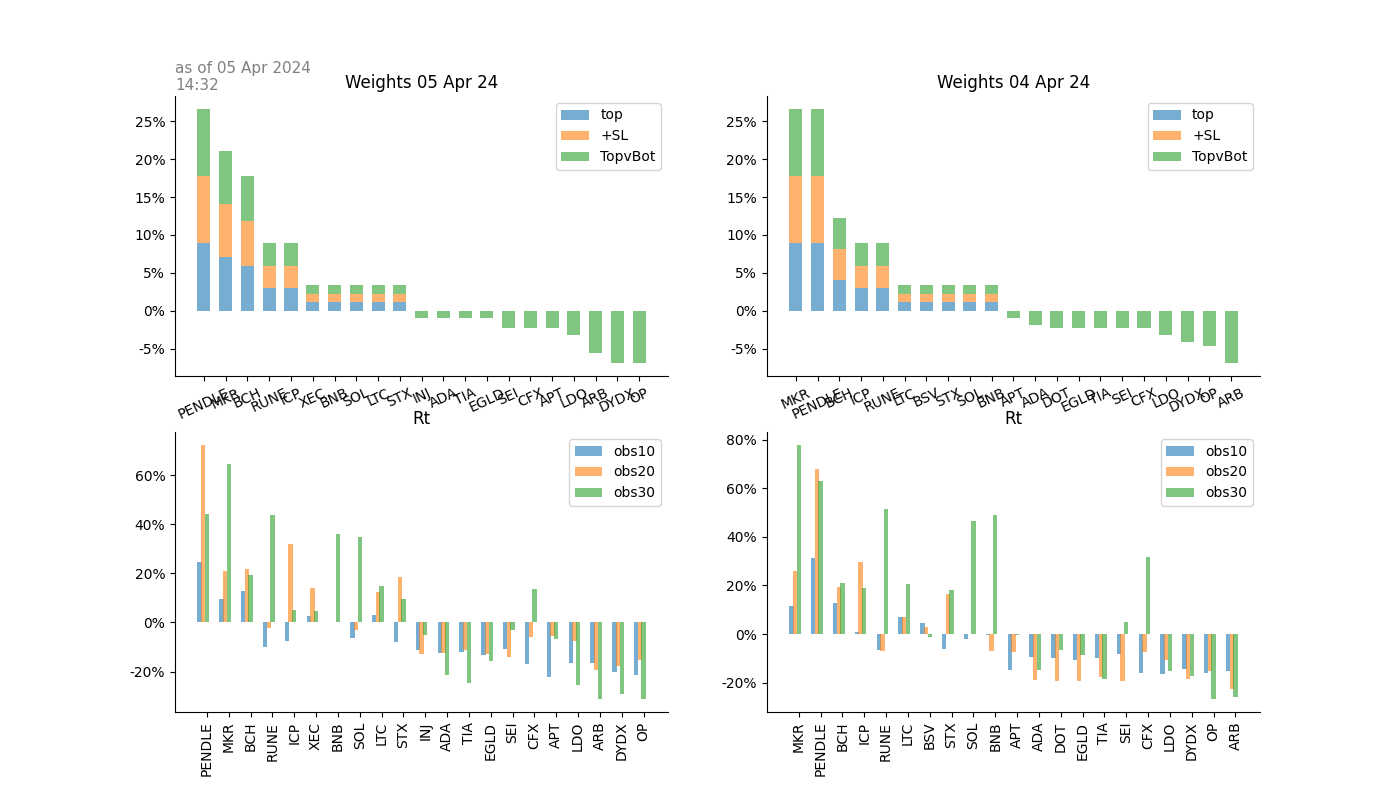 as of 05 Apr 2024
14:32
Weights 05 Apr 24
25%
20%
15%
10%
5%
0%
-5%
top
+SL
TopvBot
PENDLE MKR BCH RUNE ICP XEC BNB SOL LTC STX INJ ADA TIA EGLD SEI CFX APT LDO ARB DYDX OP
Weights 04 Apr 24
25%
20%
15%
10%
5%
0%
-5%
top
+SL
TopvBot
MKR PENDLE BCH ICP RUNE LTC BSV STX SOL BNB APT ADA DOT EGLD TIA SEI CFX LDO DYDX OP ARB
Rt
60%
40%
20%
0%
-20%
obs10
obs20
obs30
PENDLE MKR BCH RUNE ICP XEC BNB SOL LTC STX INJ ADA TIA EGLD SEI CFX APT LDO ARB DYDX OP
Rt
80%
60%
40%
20%
0%
-20%
obs10
obs20
obs30
MKR PENDLE BCH ICP RUNE LTC BSV STX SOL BNB APT ADA DOT EGLD TIA SEI CFX LDO DYDX OP ARB